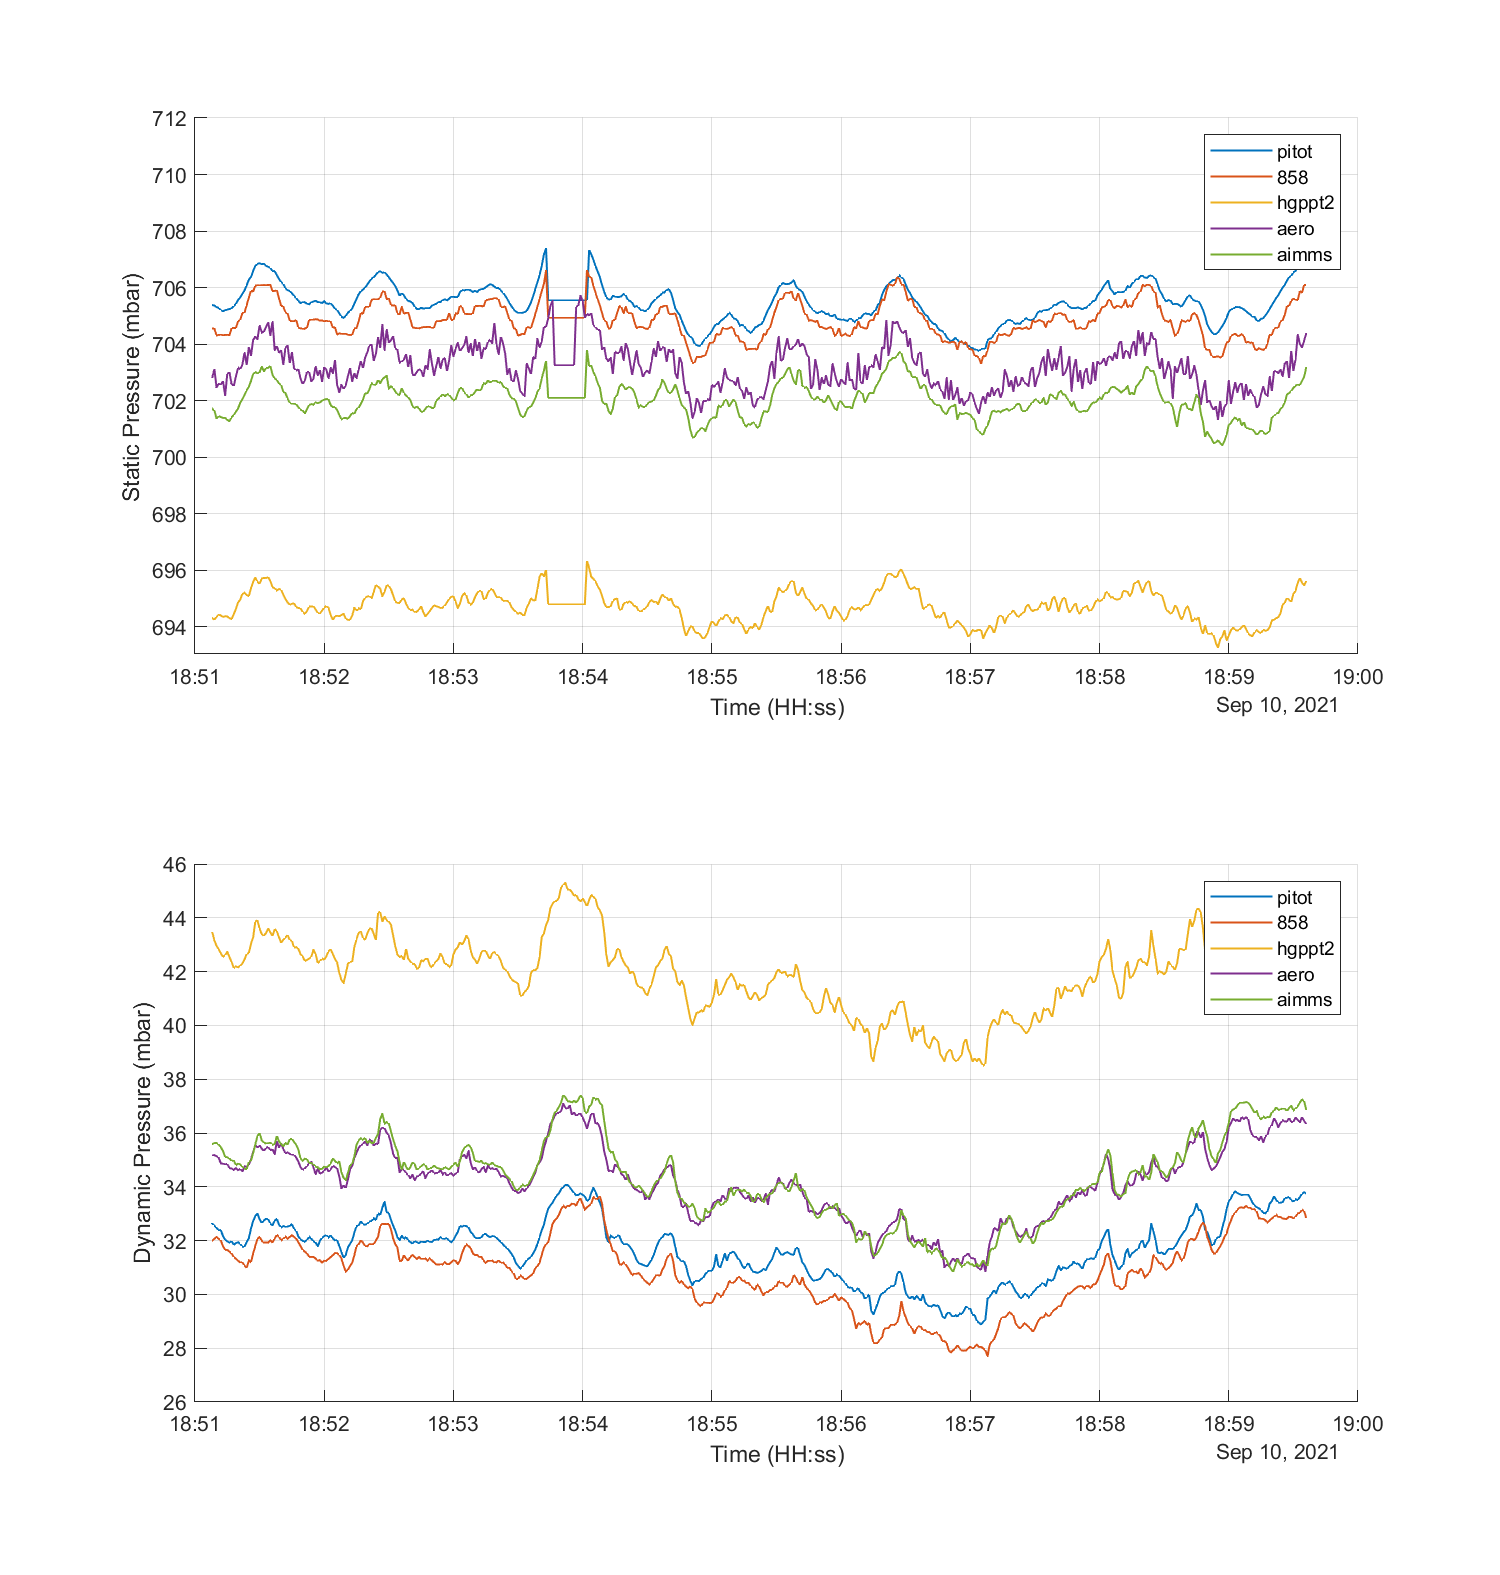 712
710
708
706
704
702
700
698
696
694
Static Pressure (mbar)
pitot
858
hgppt2
aero
aimms
18:51 18:52 18:53 18:54 18:55 18:56 18:57 18:58 18:59 19:00
Time (HH:ss)
Sep 10, 2021
46
44
42
40
38
36
34
32
30
28
26
Dynamic Pressure (mbar)
pitot
858
hgppt2
aero
aimms
18:51 18:52 18:53 18:54 18:55 18:56 18:57 18:58 18:59 19:00
Time (HH:ss)
Sep 10, 2021